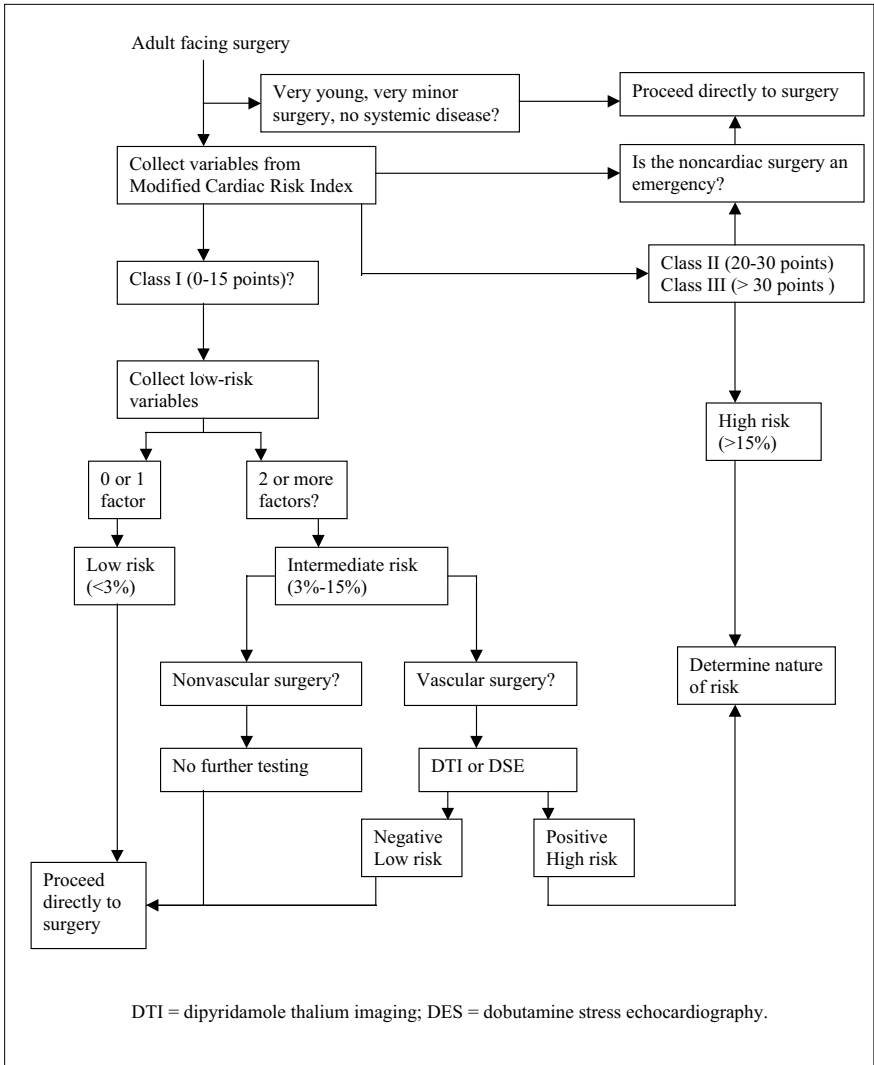 Adult facing surgery
Very young, very minor
surgery, no systemic disease?
Proceed directly to surgery
Collect variables from
Modified Cardiac Risk Index
Is the noncardiac surgery an
emergency?
Class I (0-15 points)?
Class II (20-30 points)
Class III (> 30 points )
Collect low-risk
variables
High risk
(>15%)
0 or 1
factor
2 or more
factors?
Low risk
(<3%)
Intermediate risk
(3%-15%)
Nonvascular surgery?
Vascular surgery?
Determine nature
of risk
No further testing
DTI or DSE
Negative
Low risk
Positive
High risk
Proceed
directly to
surgery
DTI = dipyridamole thalium imaging; DES = dobutamine stress echocardiography.